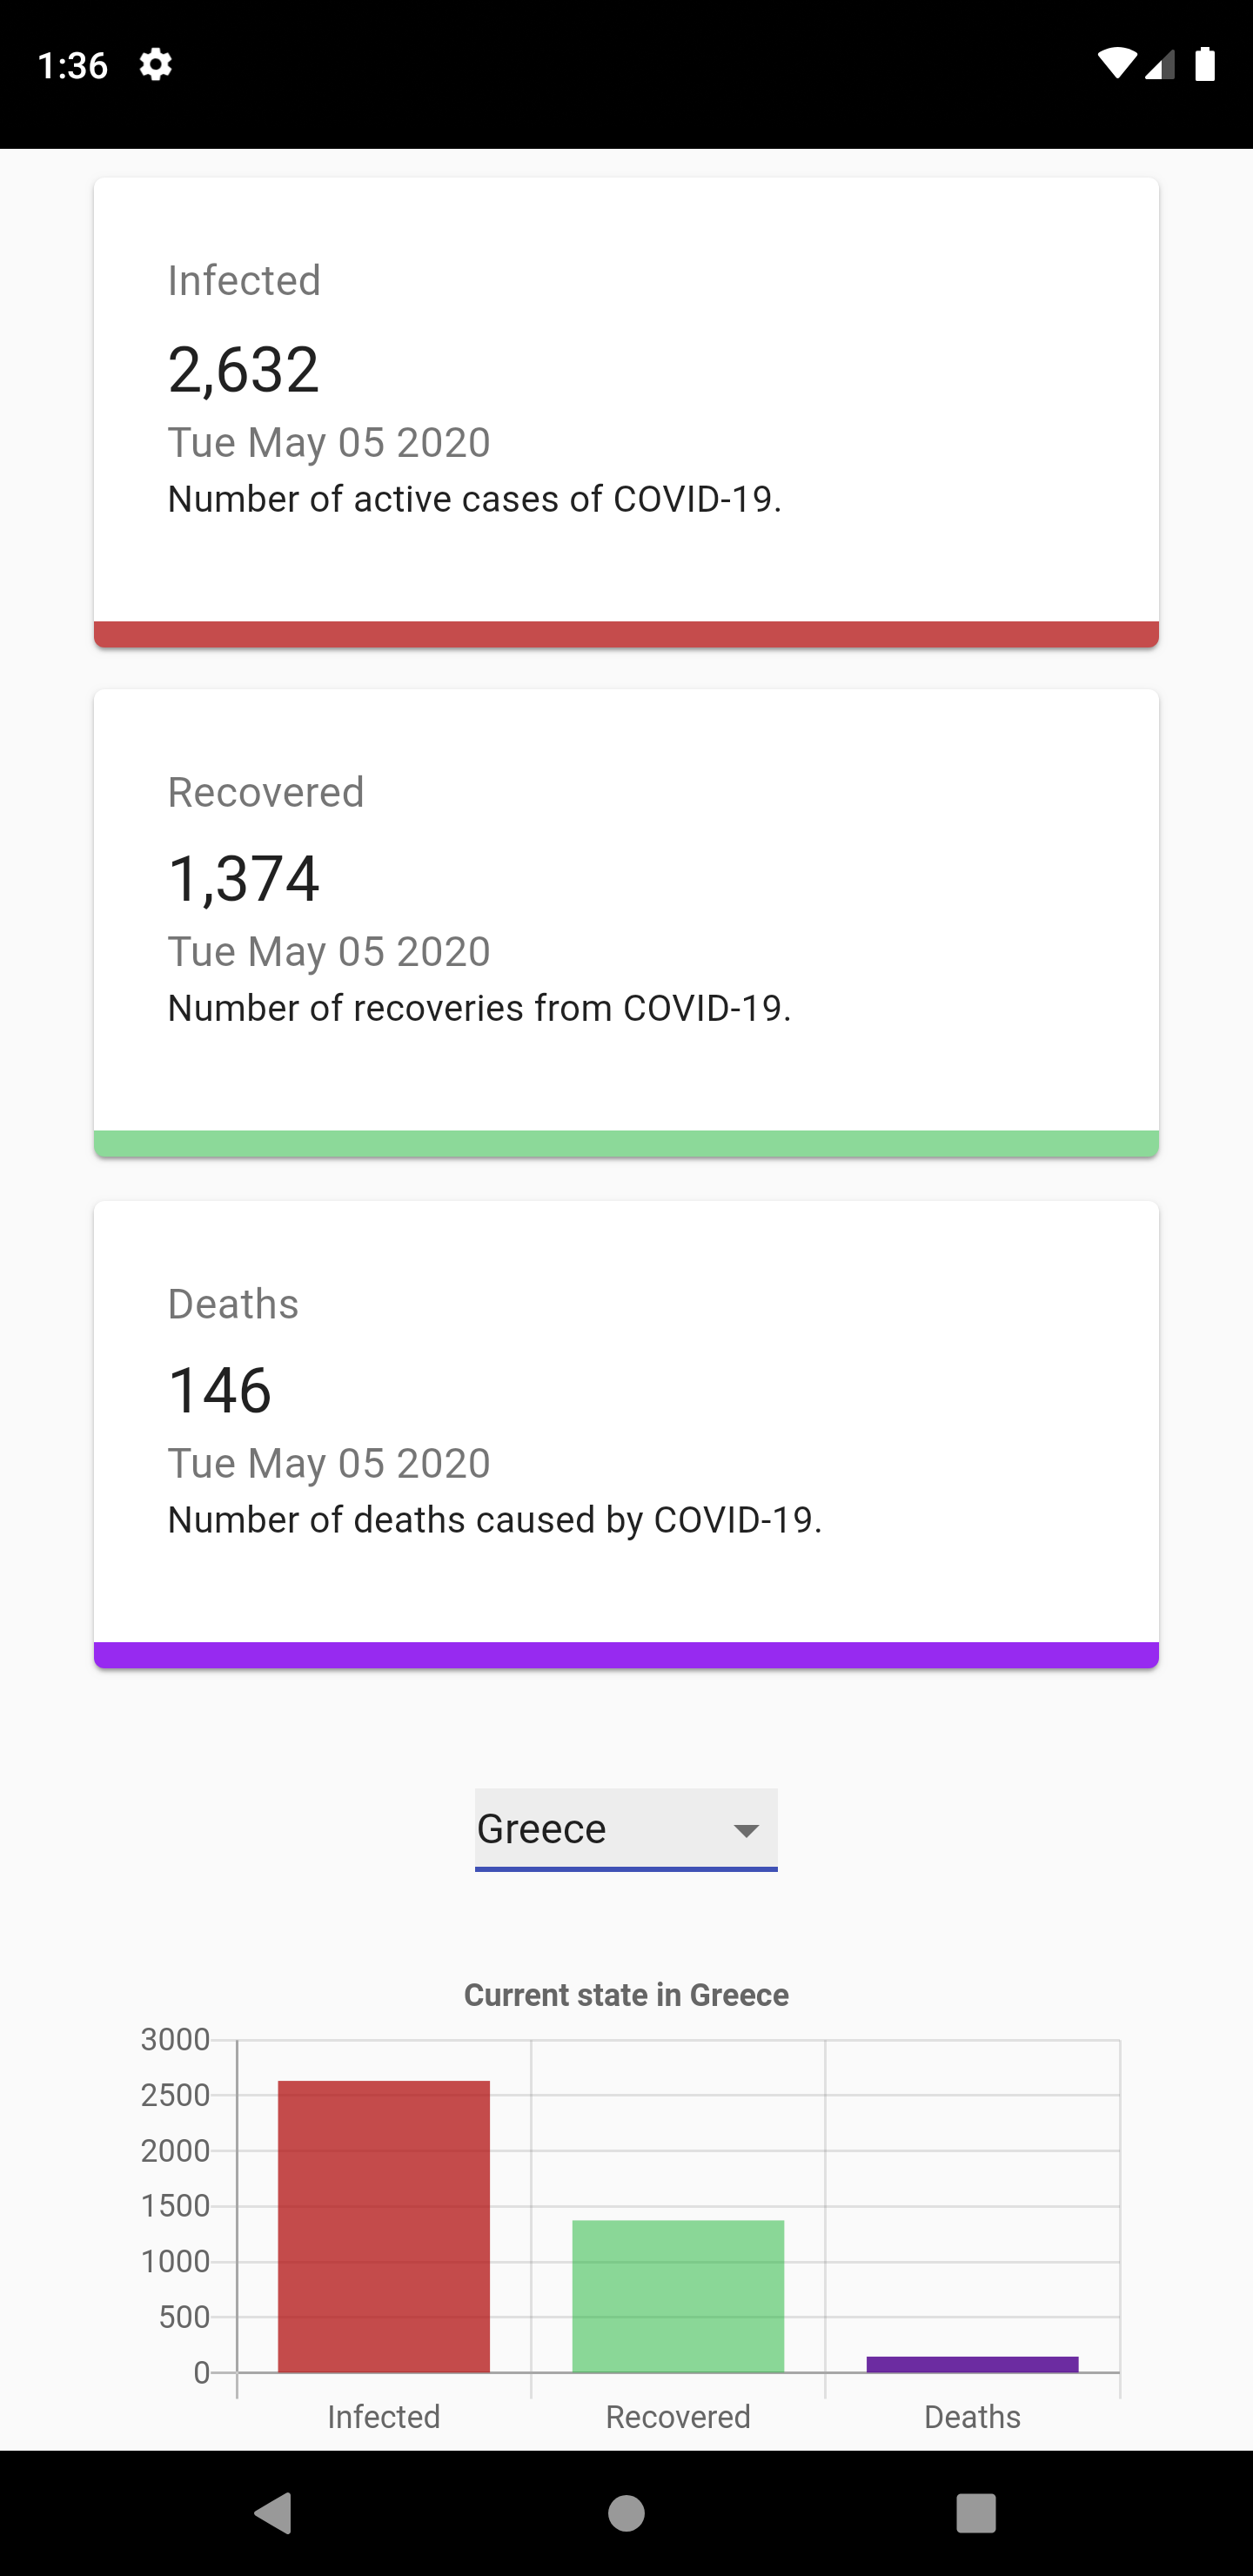 1:36
Infected
2,632
Tue May 05 2020
Number of active cases of COVID-19.
Recovered
1,374
Tue May 05 2020
Number of recoveries from COVID-19.
Deaths
146
Tue May 05 2020
Number of deaths caused by COVID-19.
Greece
Current state in Greece
3000
2500
2000
1500
1000
500
0
Infected Recovered Deaths